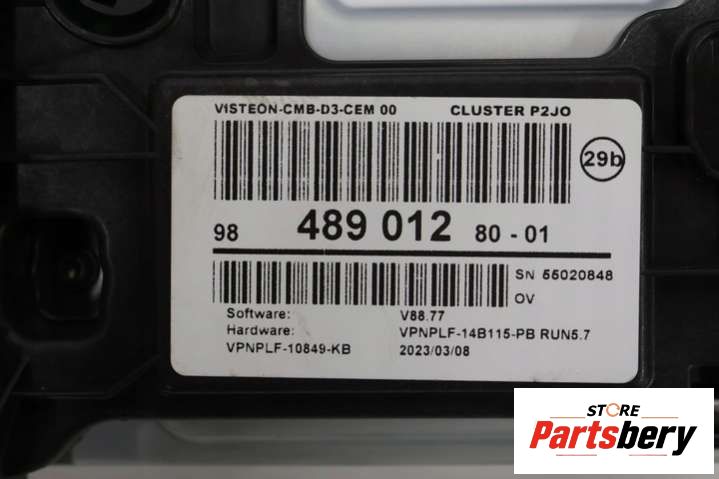 VISTEON-CMB-D3-CEM 00 CLUSTER P2JO
29b
98 489 012 80 - 01
SN 55020848
OV
Software: V88.77
Hardware: VPNPLF-14B115-PB RUN5.7
VPNPLF-10849-KB 2023/03/08
STORE
Partsbery